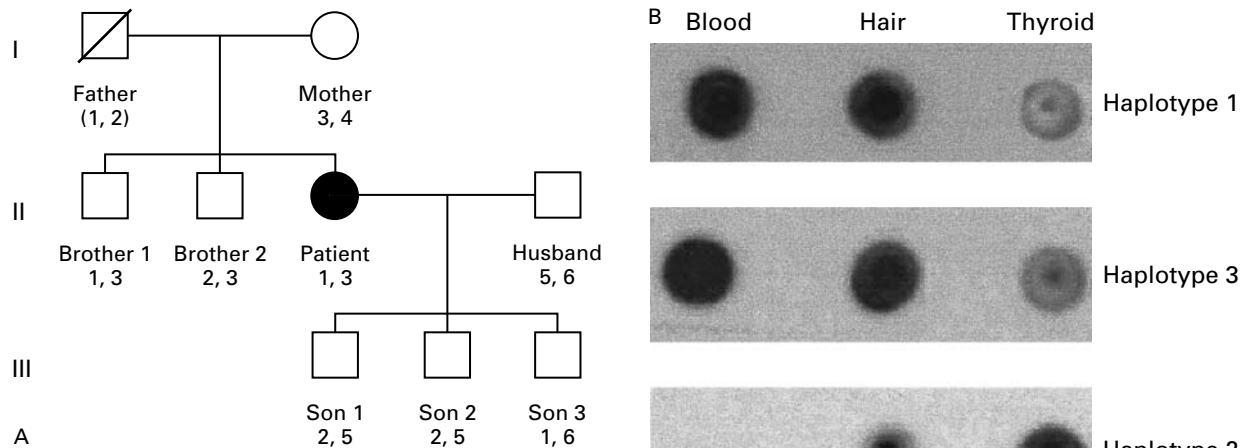 I
Father
(1, 2)
Mother
3, 4
II
Brother 1
1, 3
Brother 2
2, 3
Patient
1, 3
Husband
5, 6
III
Son 1
2, 5
Son 2
2, 5
Son 3
1, 6
A
B
Blood Hair Thyroid
Haplotype 1
Haplotype 3
Haplotype